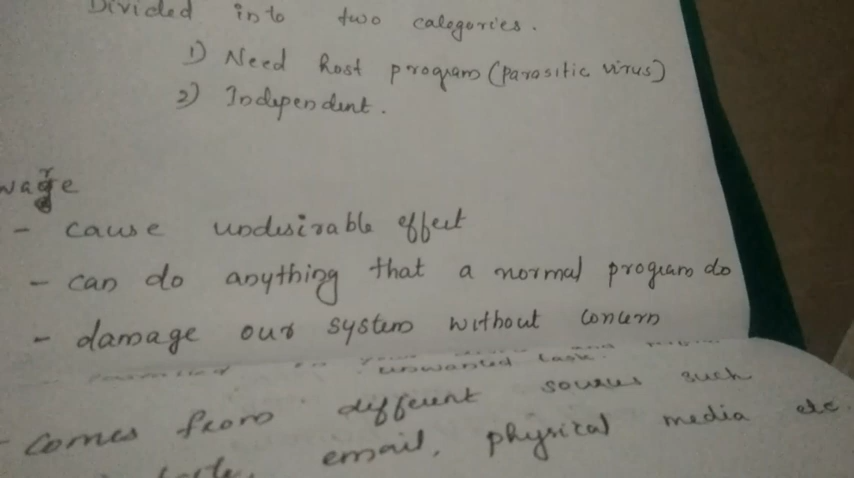 Divided into two categories.
1) Need host program (parasitic virus)
2) Independent.
- cause undesirable effect
- can do anything that a normal program do
- damage our system without concern
unwanted task.
- comes from different sources such
email, physical media etc.